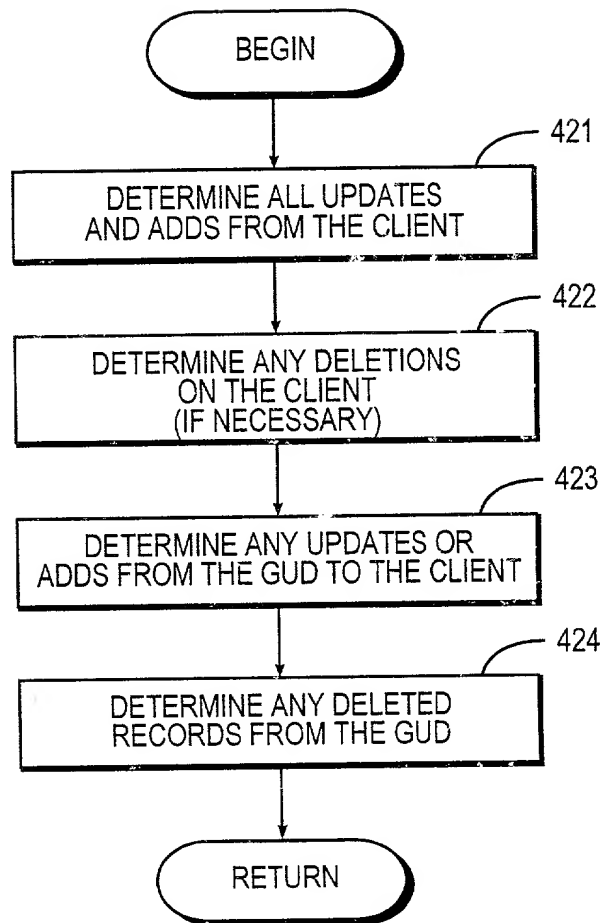 BEGIN
421
DETERMINE ALL UPDATES
AND ADDS FROM THE CLIENT
422
DETERMINE ANY DELETIONS
ON THE CLIENT
(IF NECESSARY)
423
DETERMINE ANY UPDATES OR
ADDS FROM THE GUD TO THE CLIENT
424
DETERMINE ANY DELETED
RECORDS FROM THE GUD
RETURN